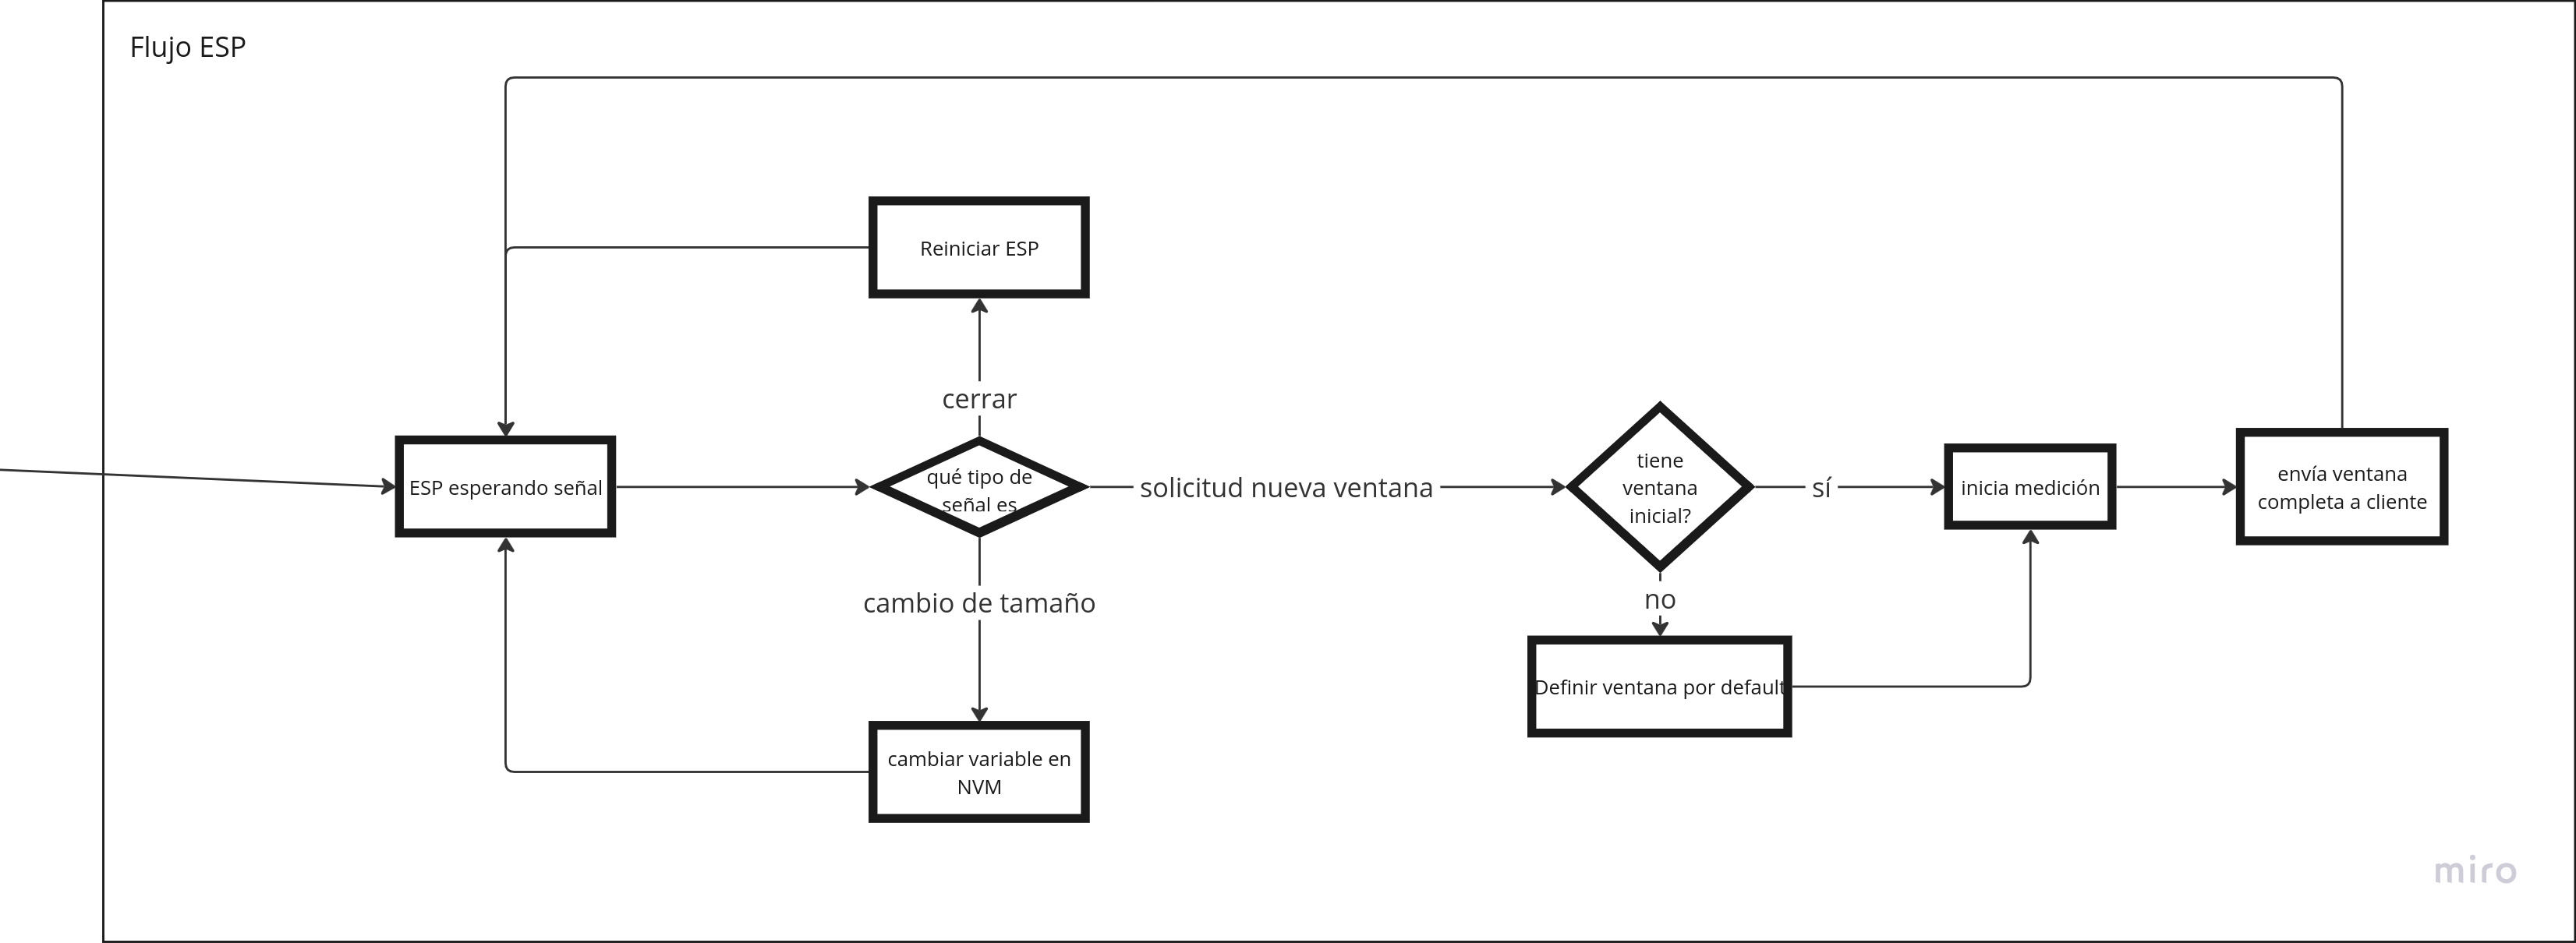 Flujo ESP
Reiniciar ESP
cerrar
ESP esperando señal
qué tipo de
señal es
solicitud nueva ventana
tiene
ventana
inicial?
sí
inicia medición
envía ventana
completa a cliente
cambio de tamaño
no
Definir ventana por default
cambiar variable en
NVM
miro